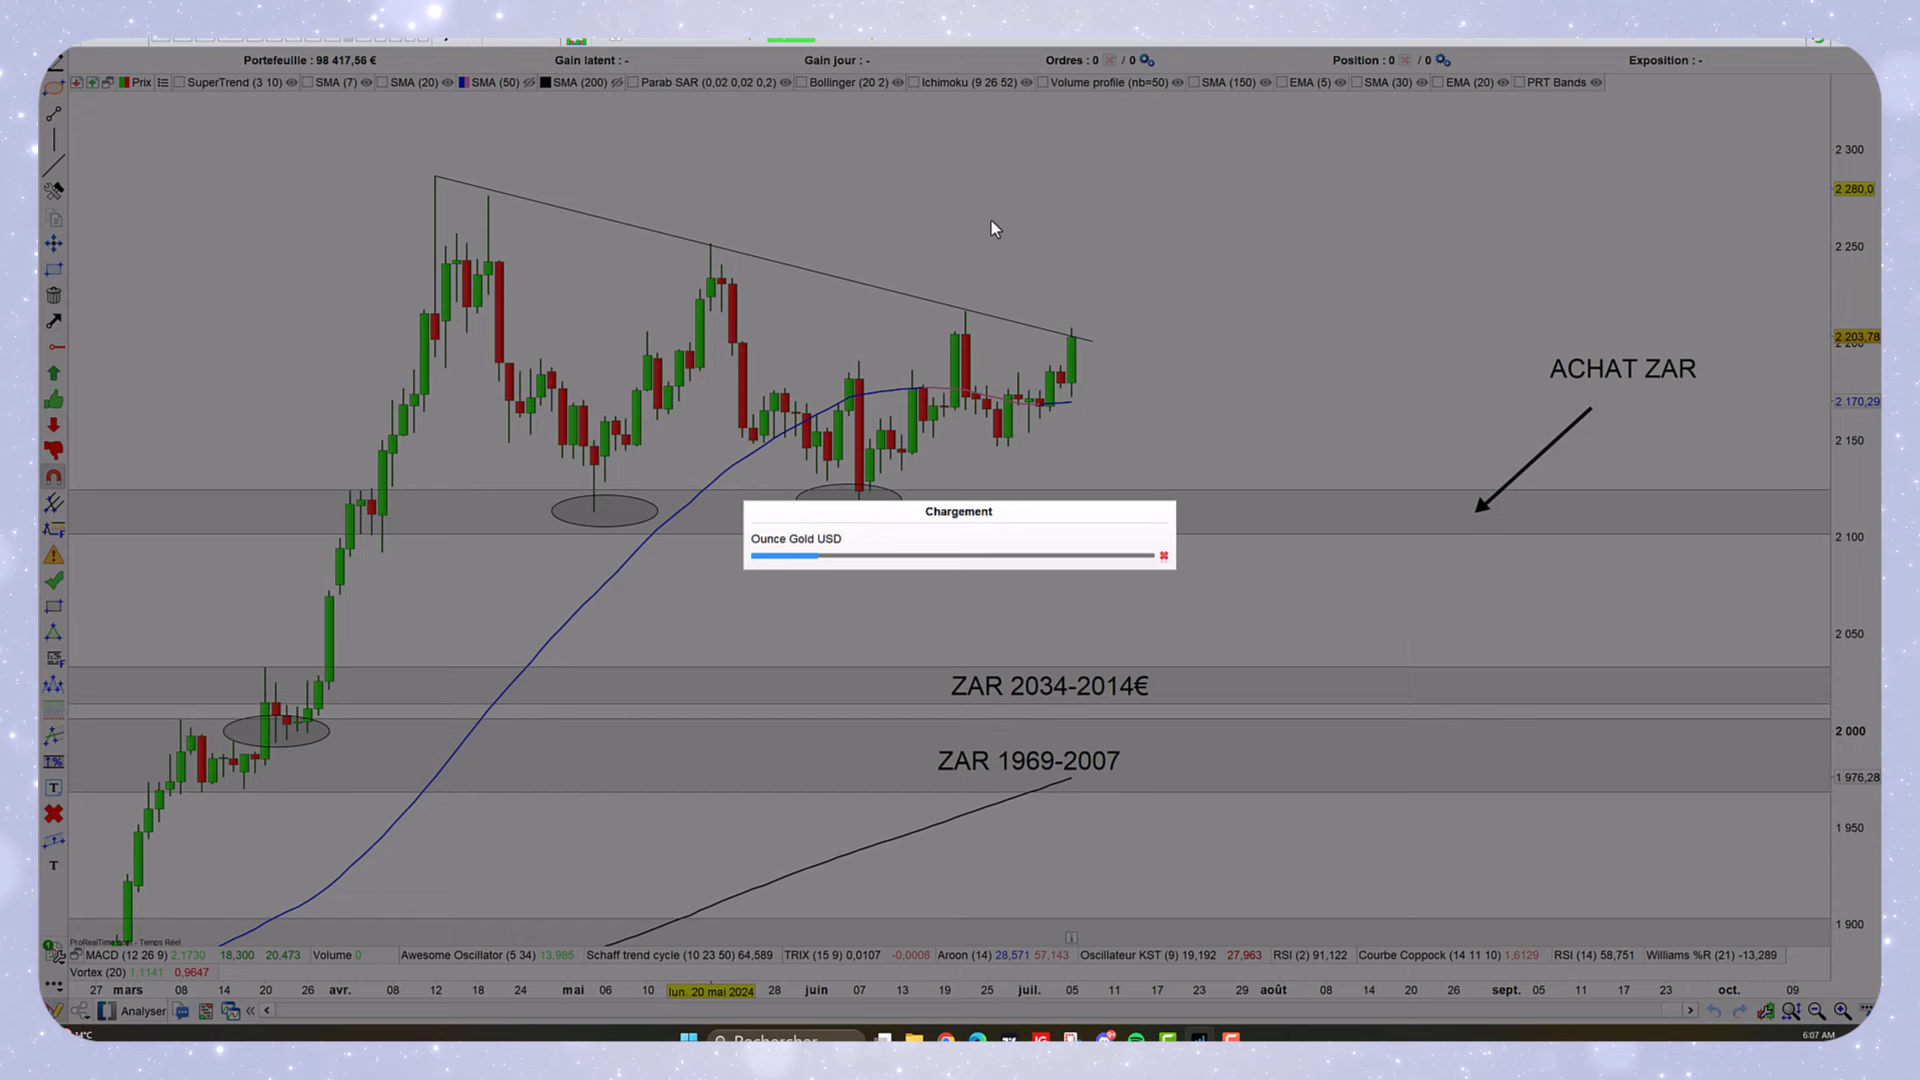 Portefeuille : 98 417,56 € Gain latent : - Gain jour : - Ordres : 0 / 0 Position : 0 / 0 Exposition : -
Prix SuperTrend (3 10) SMA (7) SMA (20) SMA (50) SMA (200) Parab SAR (0,02 0,02 0,2) Bollinger (20 2) Ichimoku (9 26 52) Volume profile (nb=50) SMA (150) EMA (5) SMA (30) EMA (20) PRT Bands
2 300
2 280,0
2 250
2 203,78
ACHAT ZAR
2 170,29
2 150
Chargement
Ounce Gold USD
2 100
2 050
ZAR 2034-2014€
2 000
ZAR 1969-2007
1 976,28
1 950
1 900
ProRealTime.com - Temps Réel
MACD (12 26 9) 2,1730 18,300 20,473 Volume 0 Awesome Oscillator (5 34) 13,985 Schaff trend cycle (10 23 50) 64,589 TRIX (15 9) 0,0107 -0,0008 Aroon (14) 28,571 57,143 Oscillateur KST (9) 19,192 27,963 RSI (2) 91,122 Courbe Coppock (14 11 10) 1,6129 RSI (14) 58,751 Williams %R (21) -13,289
Vortex (20) 1,1141 0,9647
27 mars 08 14 20 26 avr. 08 12 18 24 mai 06 10 lun. 20 mai 2024 28 juin 07 13 19 25 juil. 05 11 17 23 29 août 08 14 20 26 sept. 05 11 17 23 oct. 09
Analyser
Rechercher
6:07 AM